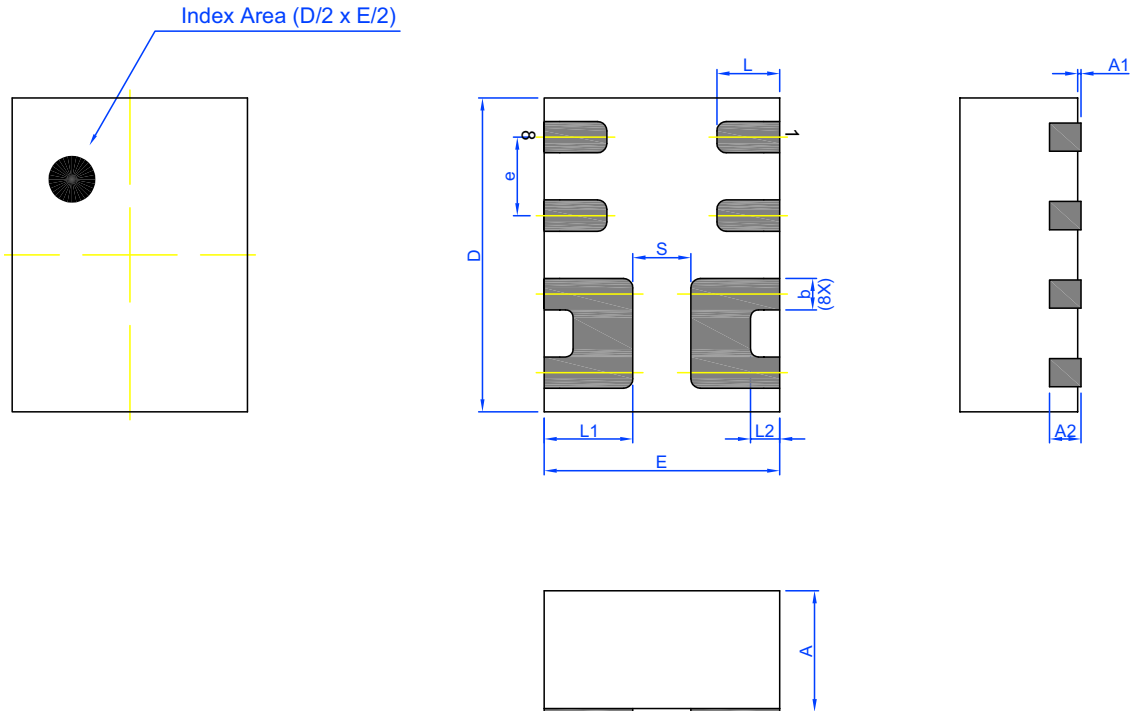 Index Area (D/2 x E/2)
L
A1
8
1
e
D
S
b
(8X)
L1
L2
A2
E
A